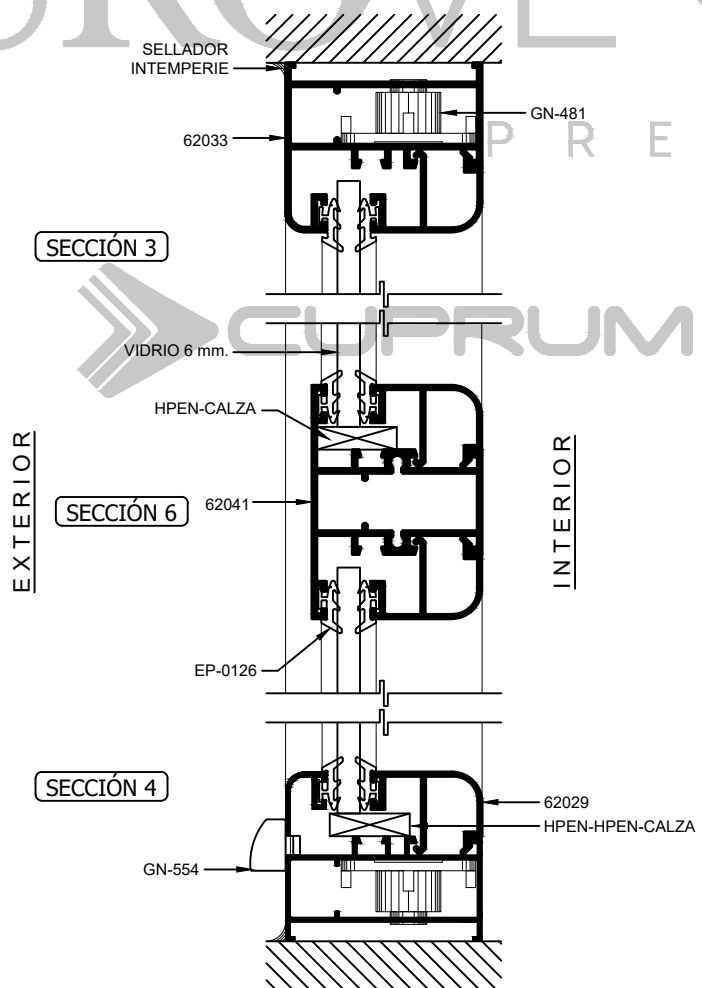 SELLADOR
INTEMPERIE
GN-481
62033
P R E
SECCIÓN 3
CUPRUM
VIDRIO 6 mm.
HPEN-CALZA
EXTERIOR
INTERIOR
SECCIÓN 6
62041
EP-0126
SECCIÓN 4
62029
HPEN-HPEN-CALZA
GN-554